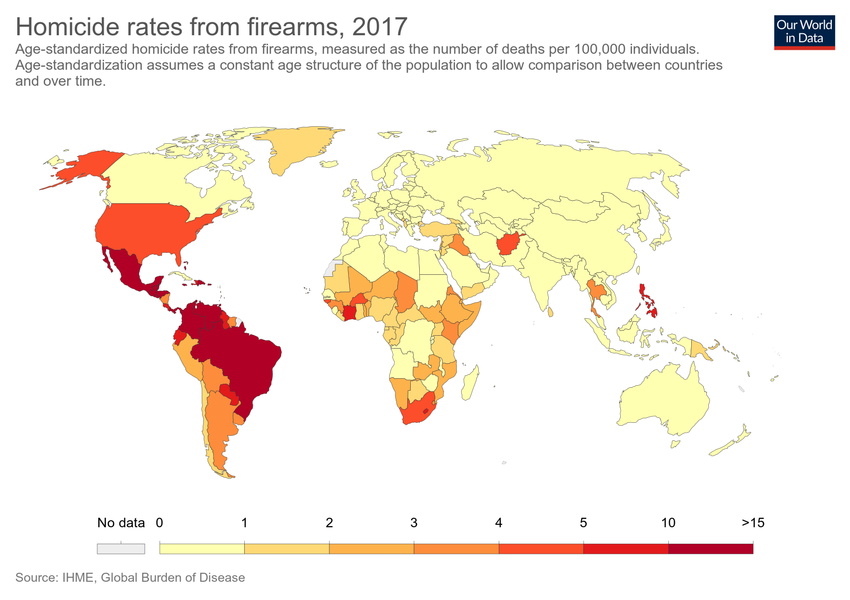 Homicide rates from firearms, 2017
Our World
in Data
Age-standardized homicide rates from firearms, measured as the number of deaths per 100,000 individuals.
Age-standardization assumes a constant age structure of the population to allow comparison between countries
and over time.
No data 0 1 2 3 4 5 10 >15
Source: IHME, Global Burden of Disease